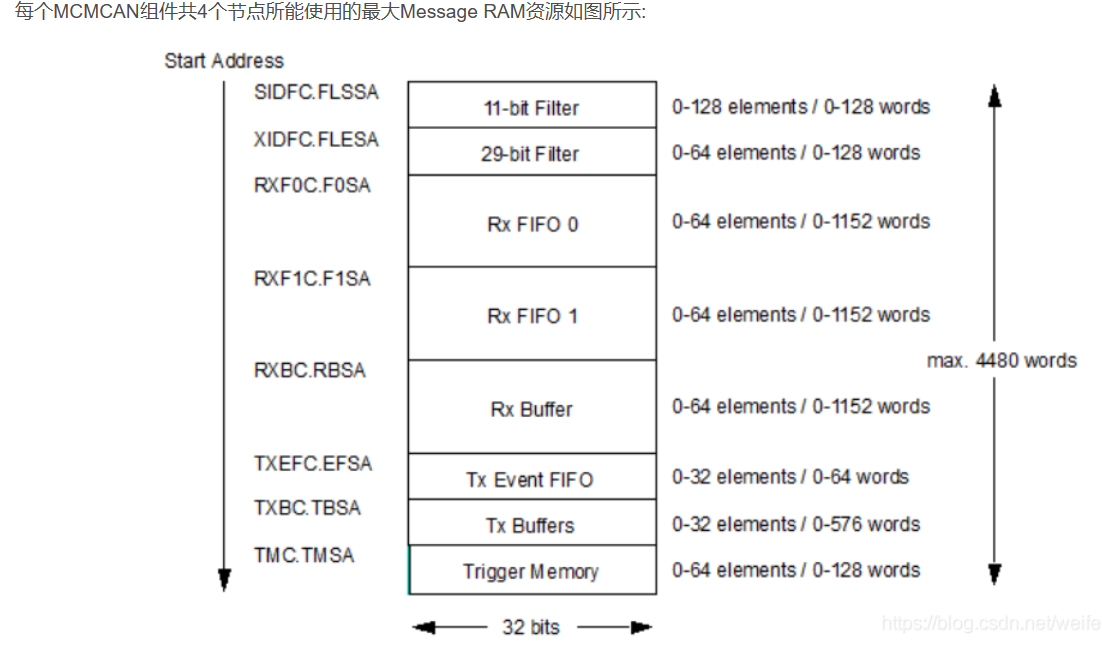 每个MCMCAN组件共4个节点所能使用的最大Message RAM资源如图所示:
Start Address
SIDFC.FLSSA
11-bit Filter
0-128 elements / 0-128 words
XIDFC.FLESA
29-bit Filter
0-64 elements / 0-128 words
RXF0C.F0SA
Rx FIFO 0
0-64 elements / 0-1152 words
RXF1C.F1SA
Rx FIFO 1
0-64 elements / 0-1152 words
max. 4480 words
RXBC.RBSA
Rx Buffer
0-64 elements / 0-1152 words
TXEFC.EFSA
Tx Event FIFO
0-32 elements / 0-64 words
TXBC.TBSA
Tx Buffers
0-32 elements / 0-576 words
TMC.TMSA
Trigger Memory
0-64 elements / 0-128 words
32 bits
https://blog.csdn.net/weife